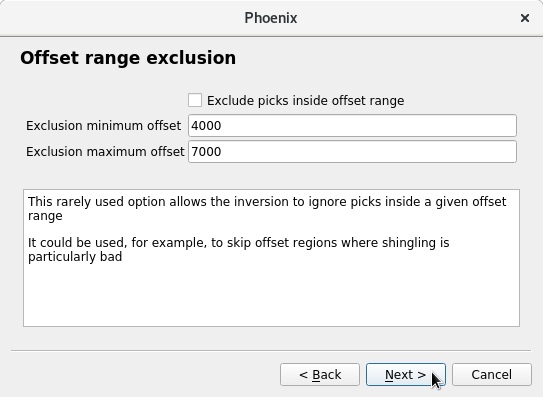 Phoenix
Offset range exclusion
Exclude picks inside offset range
Exclusion minimum offset 4000
Exclusion maximum offset 7000
This rarely used option allows the inversion to ignore picks inside a given offset
range
It could be used, for example, to skip offset regions where shingling is
particularly bad
< Back Next > Cancel